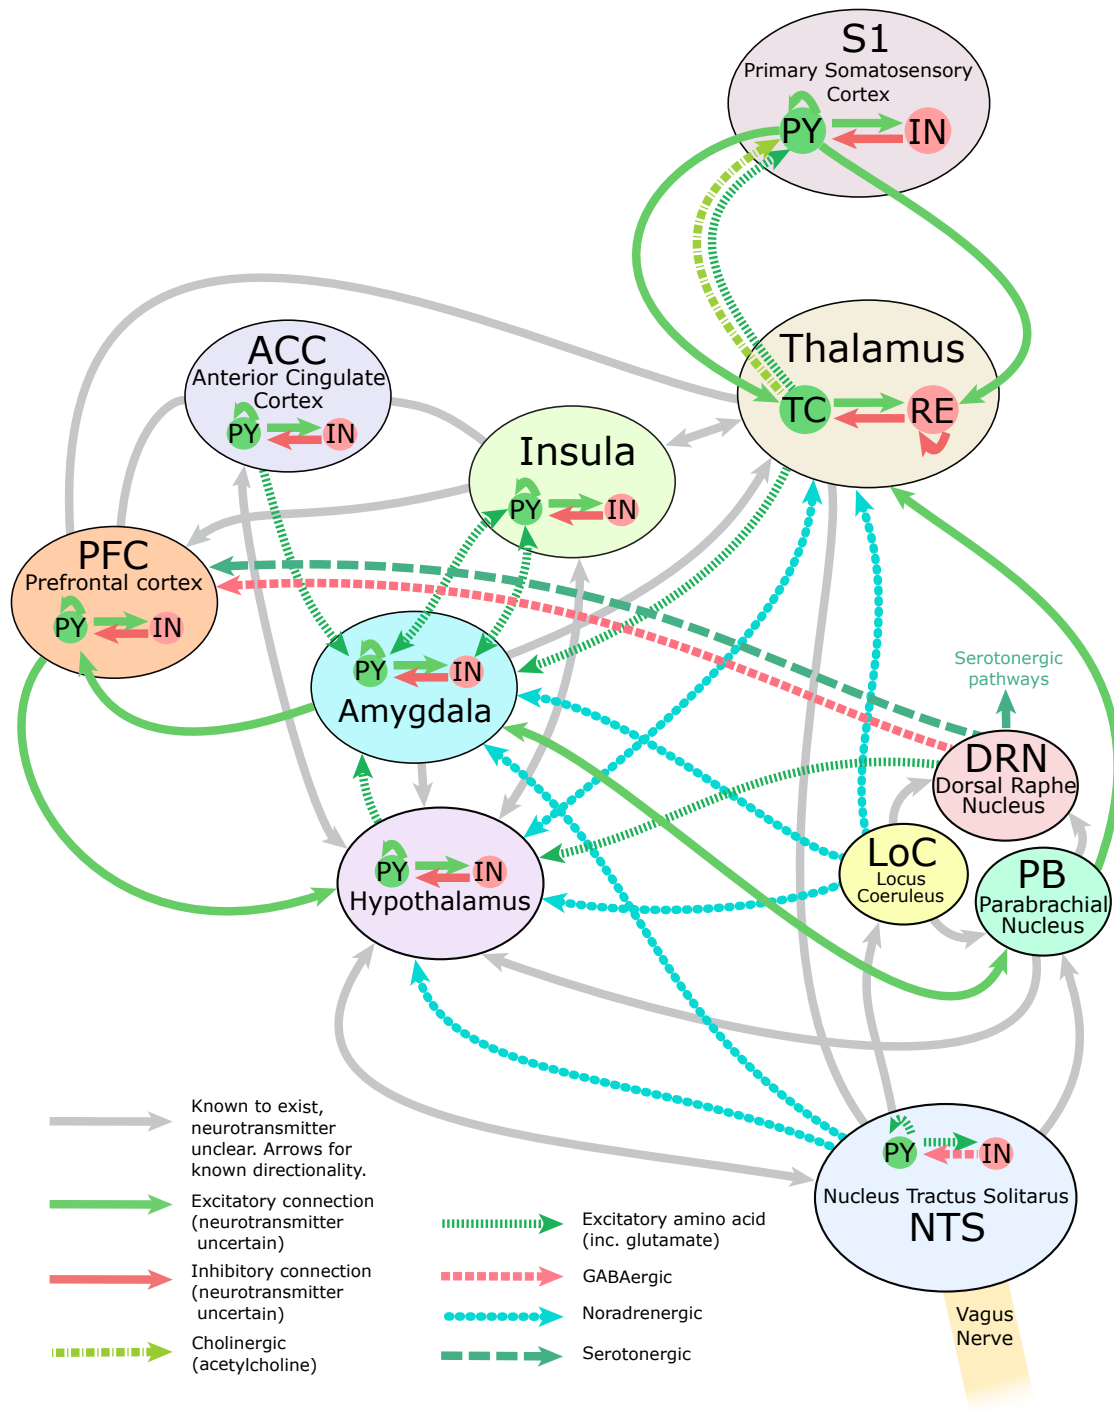 S1
Primary Somatosensory
Cortex
PY
IN
Thalamus
TC
RE
ACC
Anterior Cingulate
Cortex
PY
IN
Insula
PY
IN
PFC
Prefrontal cortex
PY
IN
PY
IN
Amygdala
Serotonergic
pathways
DRN
Dorsal Raphe
Nucleus
LoC
Locus
Coeruleus
PB
Parabrachial
Nucleus
PY
IN
Hypothalamus
PY
IN
Nucleus Tractus Solitarus
NTS
Vagus
Nerve
Known to exist,
neurotransmitter
unclear. Arrows for
known directionality.
Excitatory connection
(neurotransmitter
uncertain)
Inhibitory connection
(neurotransmitter
uncertain)
Cholinergic
(acetylcholine)
Excitatory amino acid
(inc. glutamate)
GABAergic
Noradrenergic
Serotonergic